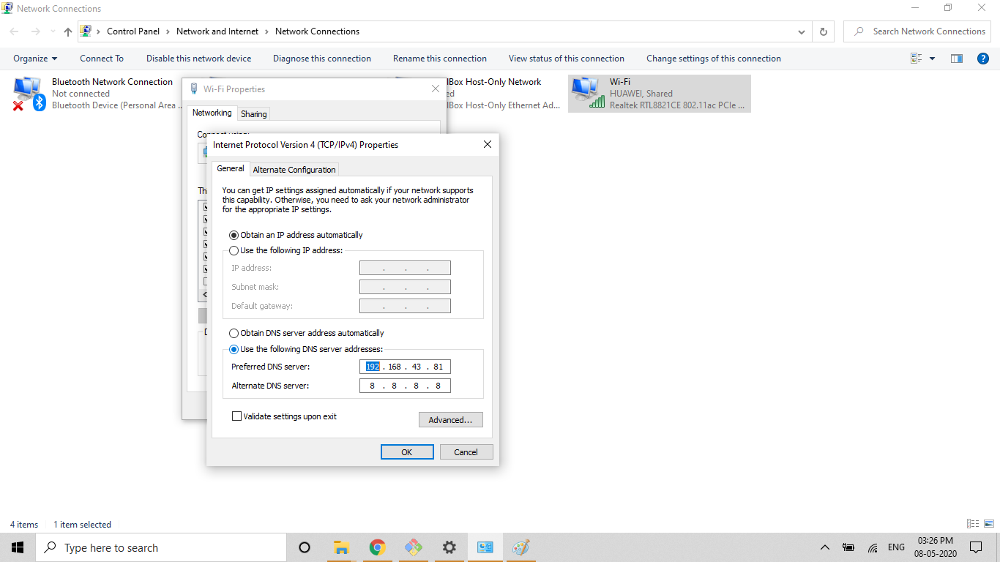 Network Connections
Control Panel Network and Internet Network Connections
Search Network Connections
Organize Connect To Disable this network device Diagnose this connection Rename this connection View status of this connection Change settings of this connection
Bluetooth Network Connection
Not connected
Bluetooth Device (Personal Area ...
Box Host-Only Network
Box Host-Only Ethernet Ad...
Wi-Fi
HUAWEI, Shared
Realtek RTL8821CE 802.11ac PCIe ...
Wi-Fi Properties
Networking Sharing
Internet Protocol Version 4 (TCP/IPv4) Properties
General Alternate Configuration
You can get IP settings assigned automatically if your network supports
this capability. Otherwise, you need to ask your network administrator
for the appropriate IP settings.
Obtain an IP address automatically
Use the following IP address:
IP address: . . .
Subnet mask: . . .
Default gateway: . . .
Obtain DNS server address automatically
Use the following DNS server addresses:
Preferred DNS server: 192 . 168 . 43 . 81
Alternate DNS server: 8 . 8 . 8 . 8
Validate settings upon exit
Advanced...
OK Cancel
4 items 1 item selected
Type here to search
ENG
03:26 PM
08-05-2020